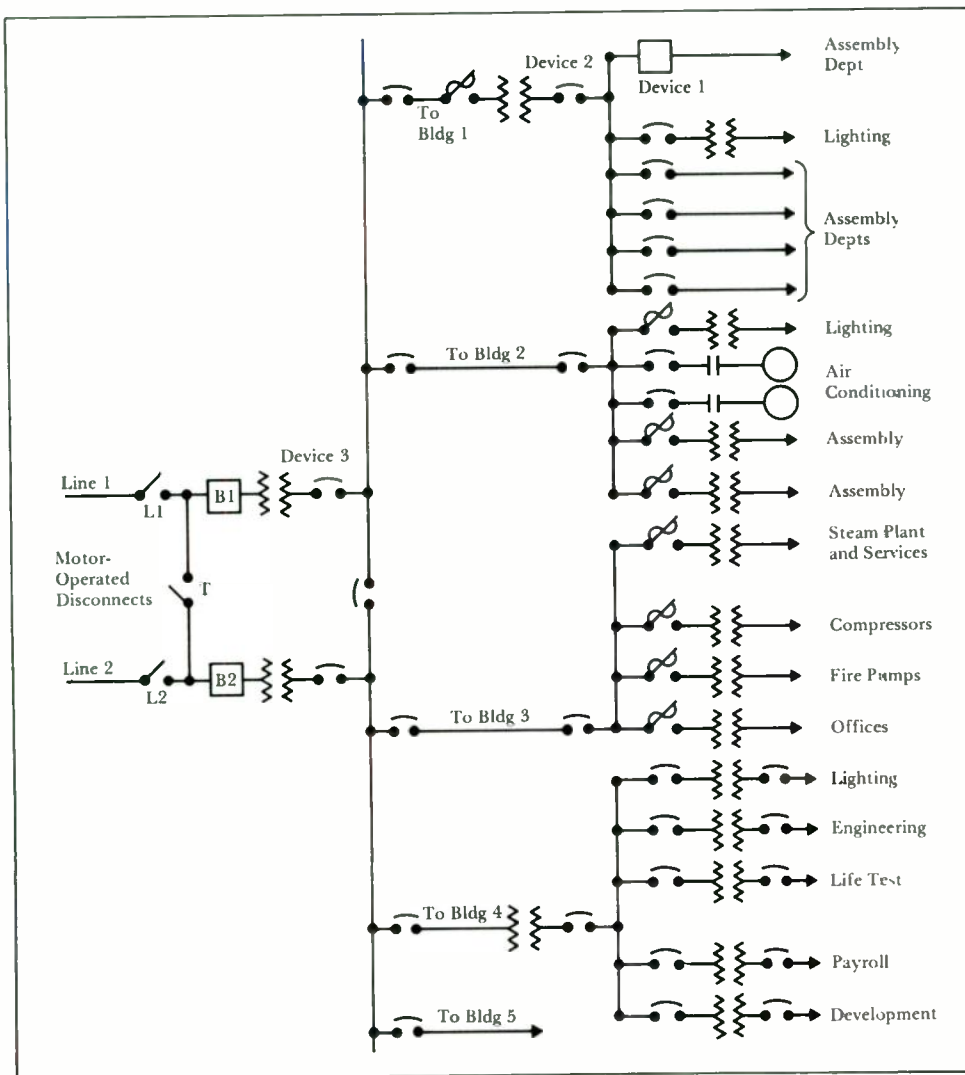 Device 2
Assembly
Dept
Device 1
To
Bldg 1
Lighting
Assembly
Depts
Lighting
To Bldg 2
Air
Conditioning
Assembly
Device 3
Line 1
L1
B1
Assembly
Steam Plant
and Services
Motor-
Operated
Disconnects
T
Compressors
Line 2
L2
B2
Fire Pumps
To Bldg 3
Offices
Lighting
Engineering
Life Test
To Bldg 4
Payroll
To Bldg 5
Development